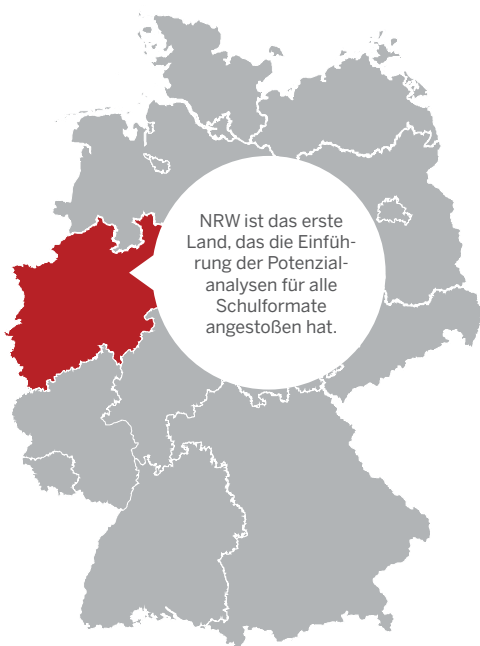 NRW ist das erste
Land, das die Einfüh-
rung der Potenzial-
analysen für alle
Schulformate
angestoßen hat.